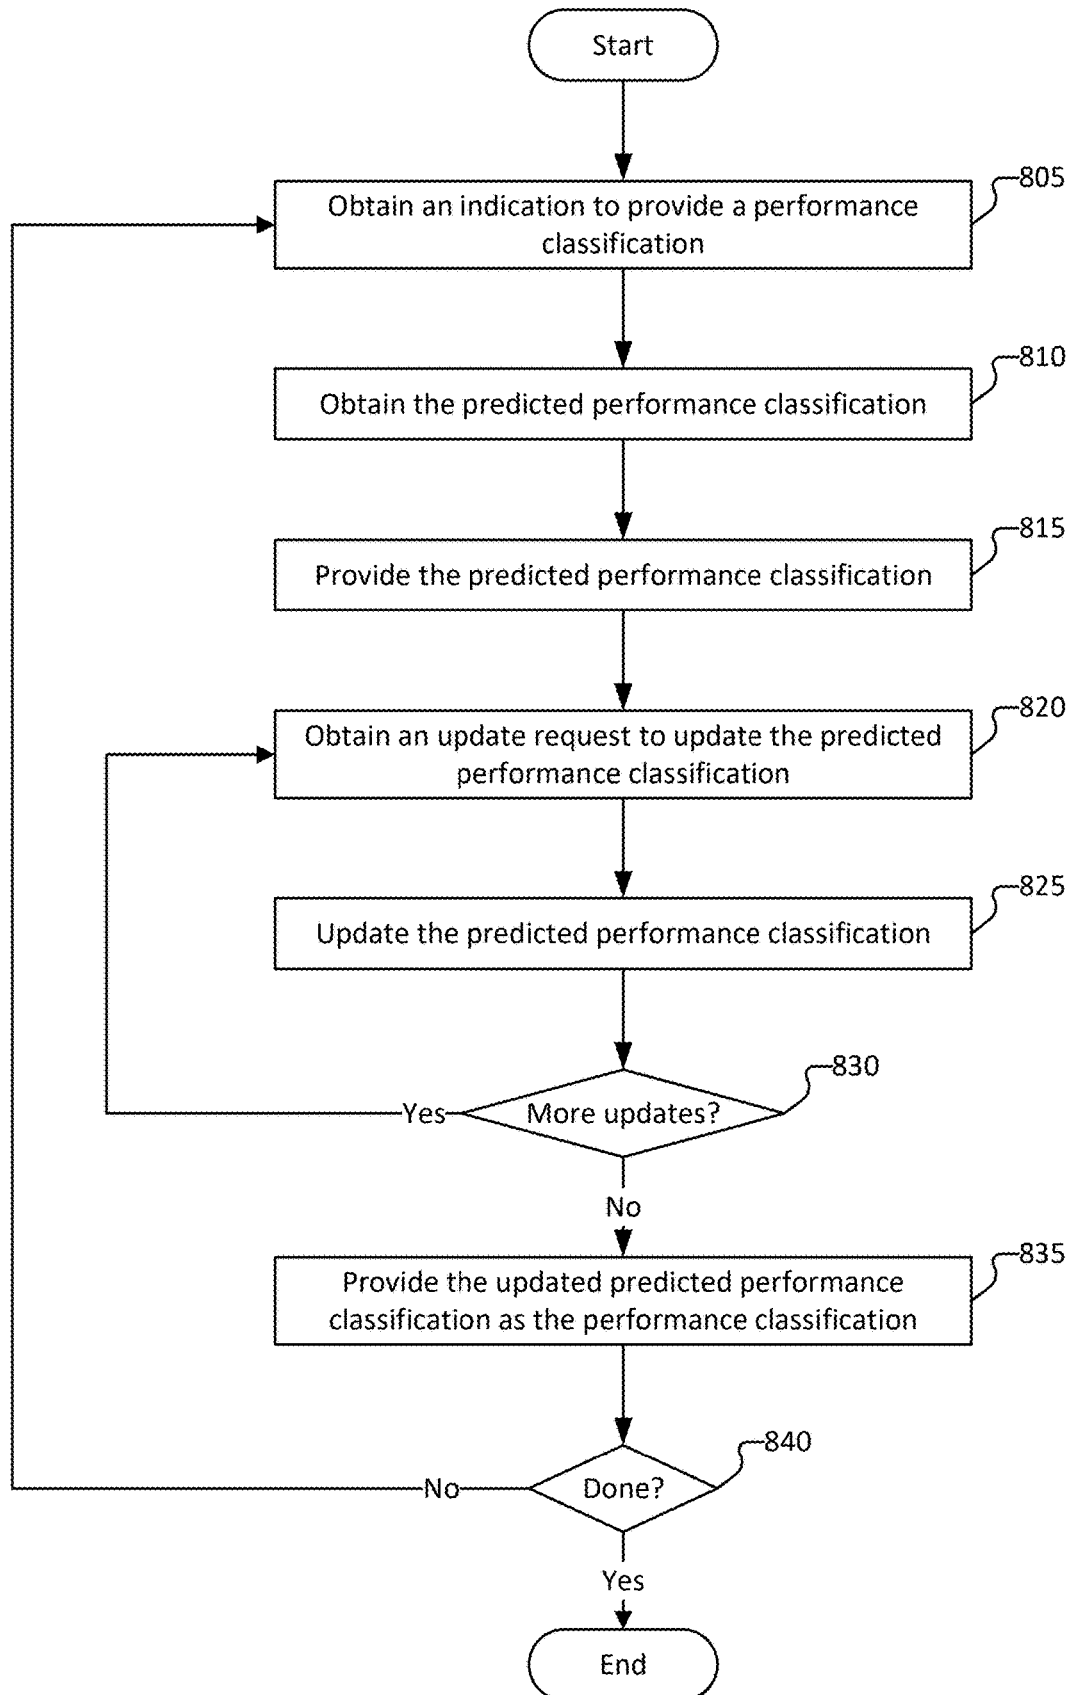 Start
805
Obtain an indication to provide a performance
classification
810
Obtain the predicted performance classification
815
Provide the predicted performance classification
820
Obtain an update request to update the predicted
performance classification
825
Update the predicted performance classification
830
Yes
More updates?
No
835
Provide the updated predicted performance
classification as the performance classification
840
No
Done?
Yes
End